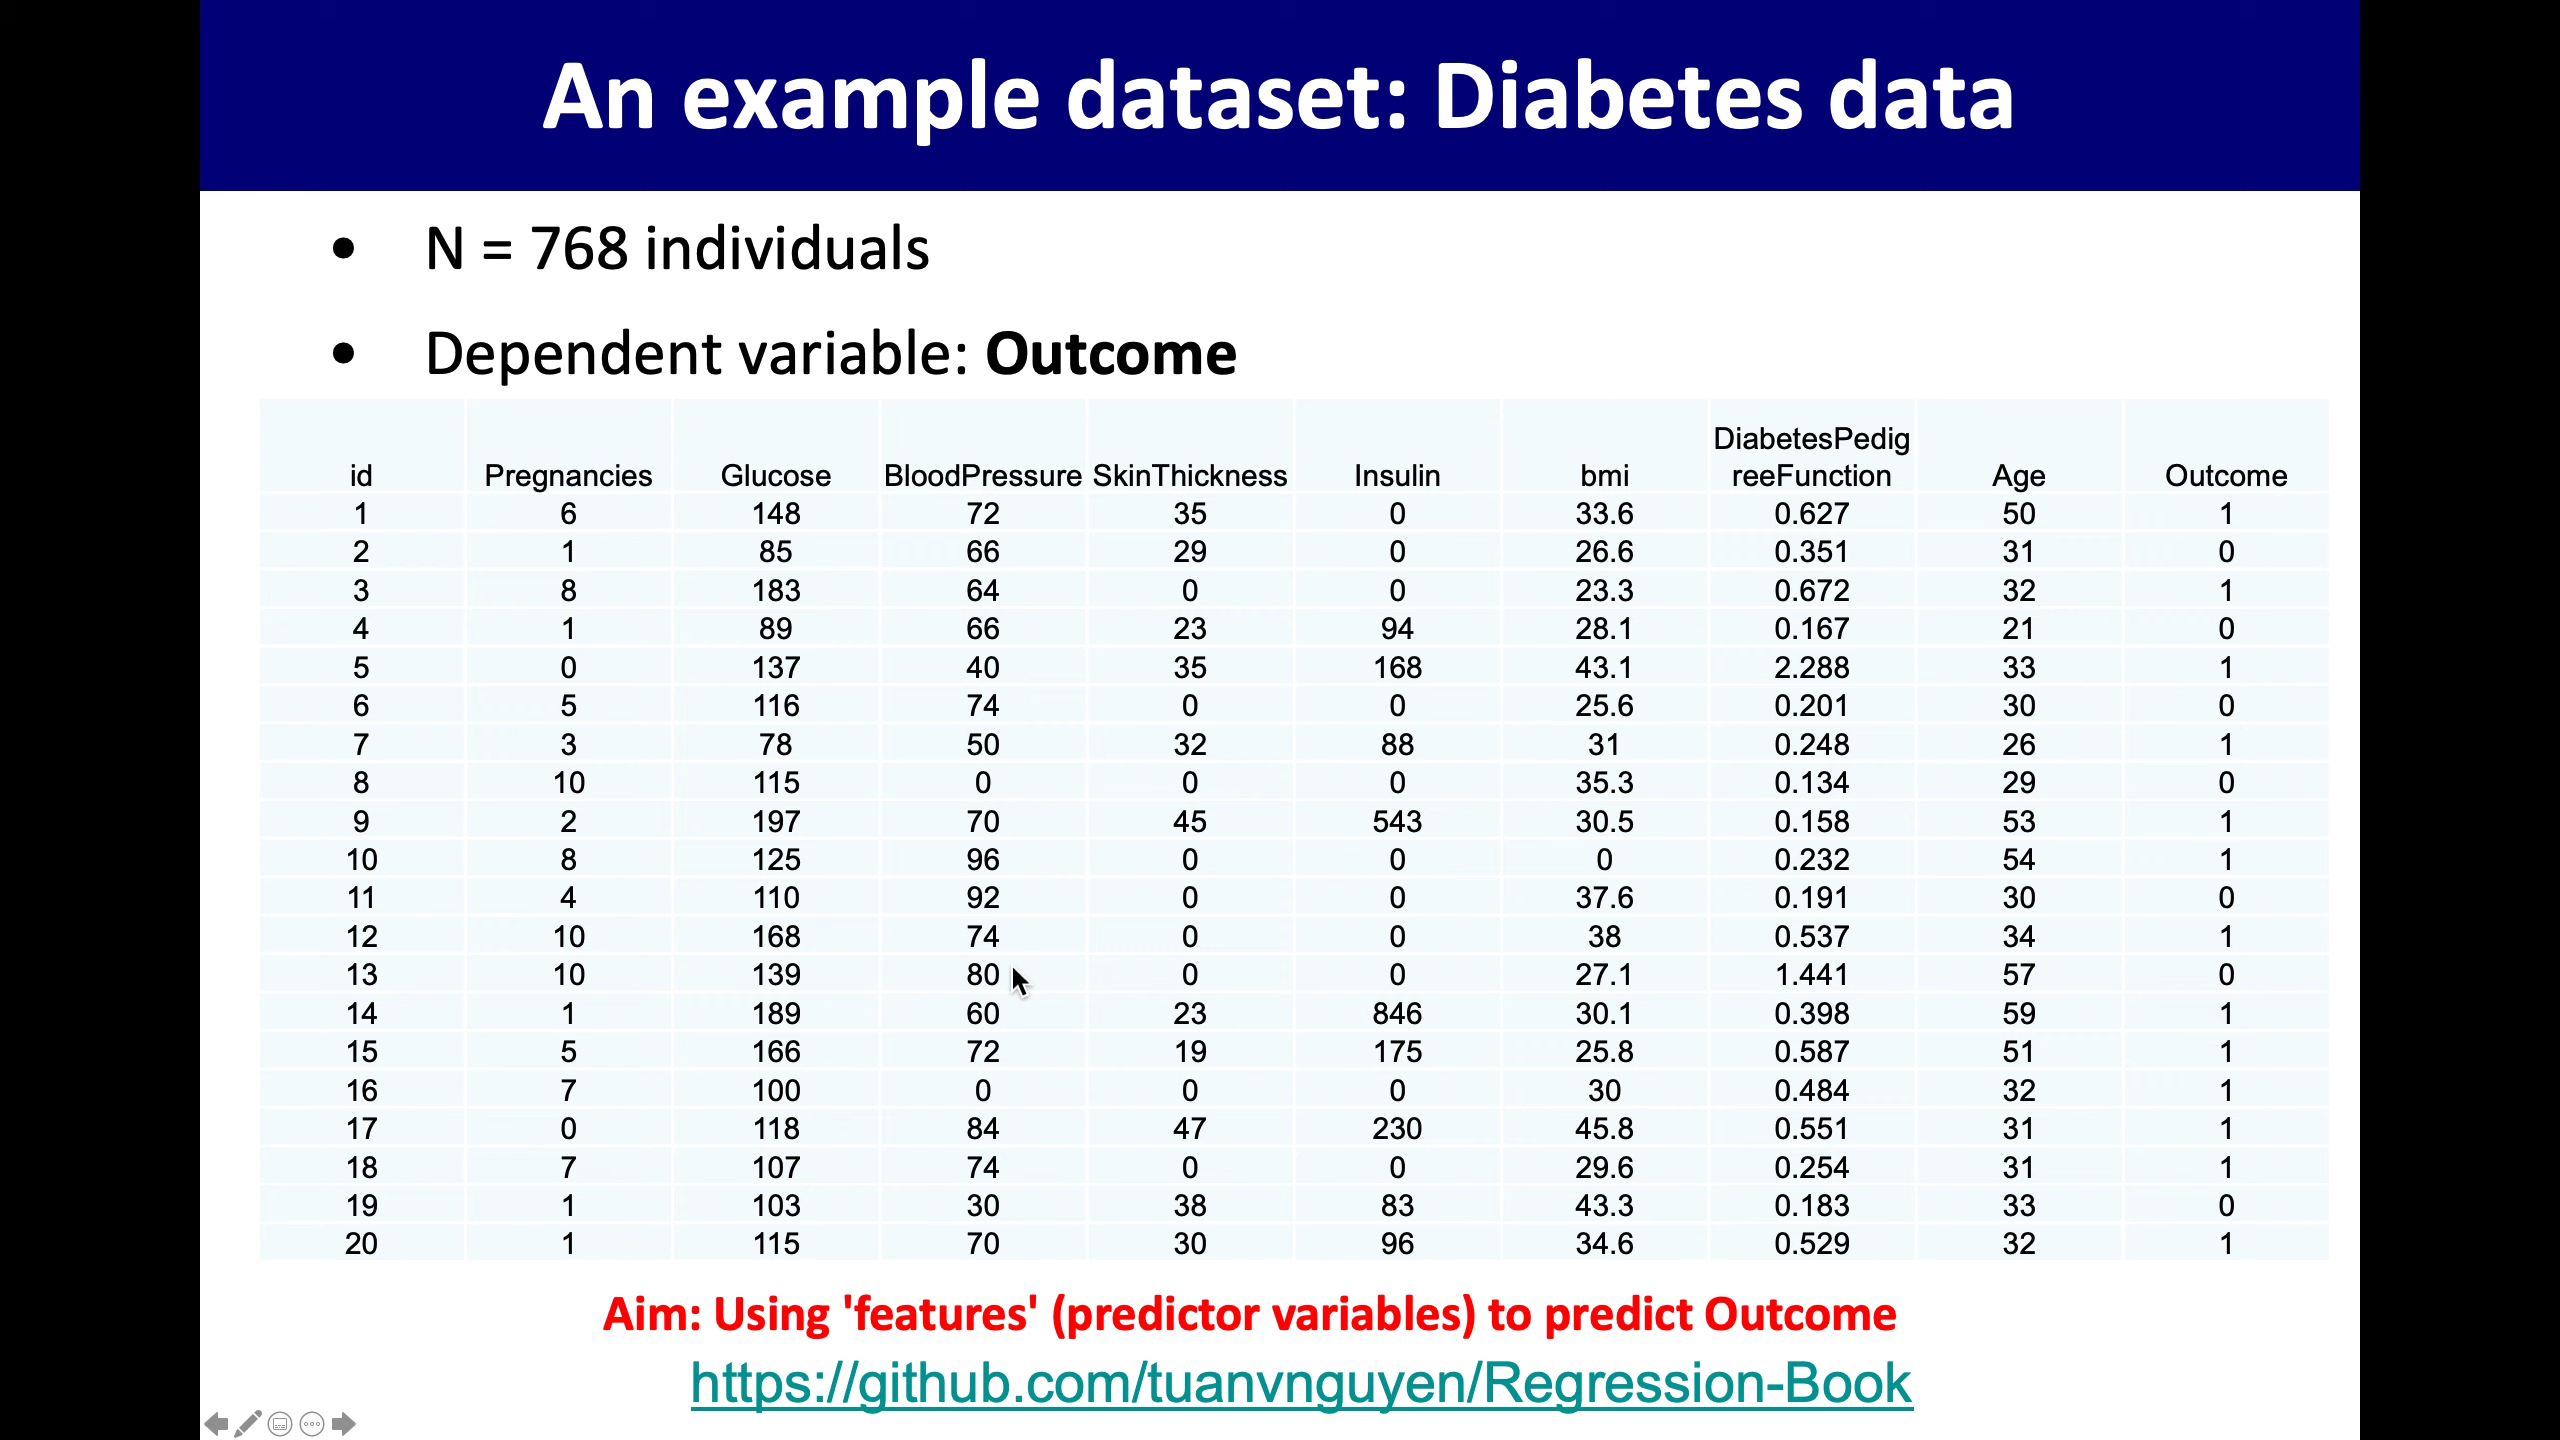 An example dataset: Diabetes data
• N = 768 individuals
• Dependent variable: Outcome
id Pregnancies Glucose BloodPressure SkinThickness Insulin bmi DiabetesPedig reeFunction Age Outcome
1 6 148 72 35 0 33.6 0.627 50 1
2 1 85 66 29 0 26.6 0.351 31 0
3 8 183 64 0 0 23.3 0.672 32 1
4 1 89 66 23 94 28.1 0.167 21 0
5 0 137 40 35 168 43.1 2.288 33 1
6 5 116 74 0 0 25.6 0.201 30 0
7 3 78 50 32 88 31 0.248 26 1
8 10 115 0 0 0 35.3 0.134 29 0
9 2 197 70 45 543 30.5 0.158 53 1
10 8 125 96 0 0 0 0.232 54 1
11 4 110 92 0 0 37.6 0.191 30 0
12 10 168 74 0 0 38 0.537 34 1
13 10 139 80 0 0 27.1 1.441 57 0
14 1 189 60 23 846 30.1 0.398 59 1
15 5 166 72 19 175 25.8 0.587 51 1
16 7 100 0 0 0 30 0.484 32 1
17 0 118 84 47 230 45.8 0.551 31 1
18 7 107 74 0 0 29.6 0.254 31 1
19 1 103 30 38 83 43.3 0.183 33 0
20 1 115 70 30 96 34.6 0.529 32 1
Aim: Using 'features' (predictor variables) to predict Outcome
https://github.com/tuanvnguyen/Regression-Book